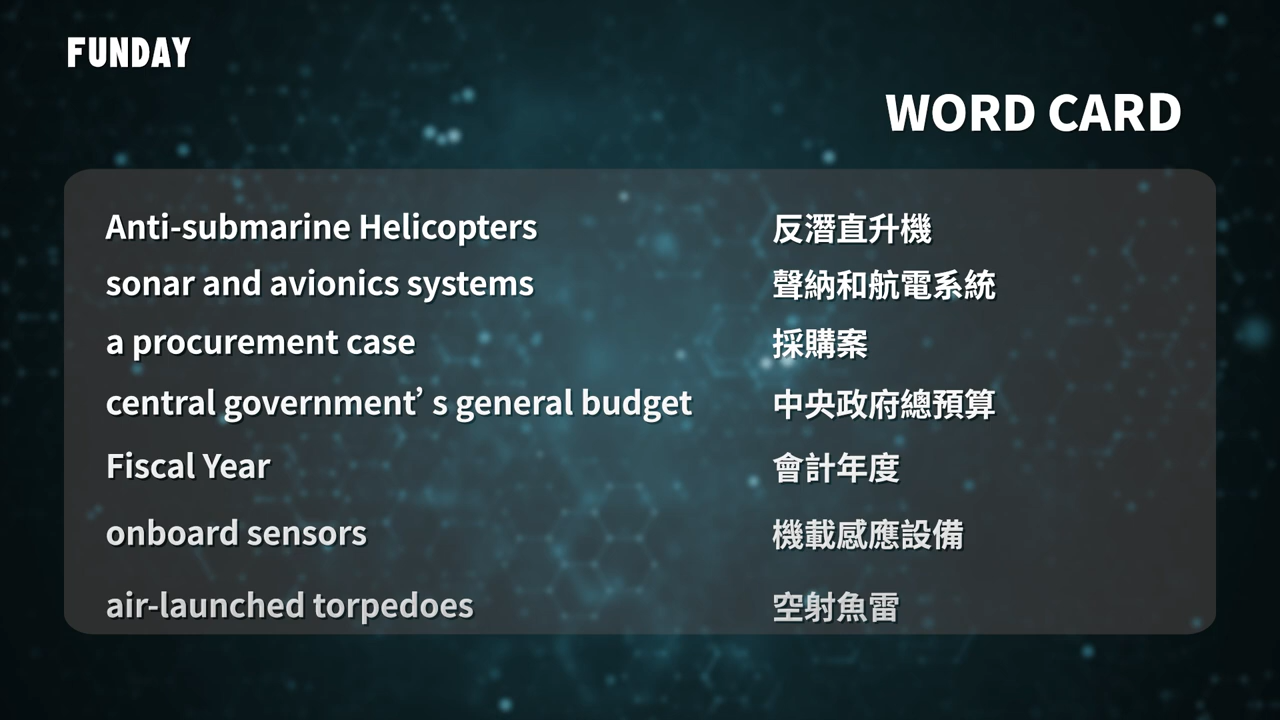 FUNDAY
WORD CARD
Anti-submarine Helicopters 反潛直升機
sonar and avionics systems 聲納和航電系統
a procurement case 採購案
central government’ s general budget 中央政府總預算
Fiscal Year 會計年度
onboard sensors 機載感應設備
air-launched torpedoes 空射魚雷